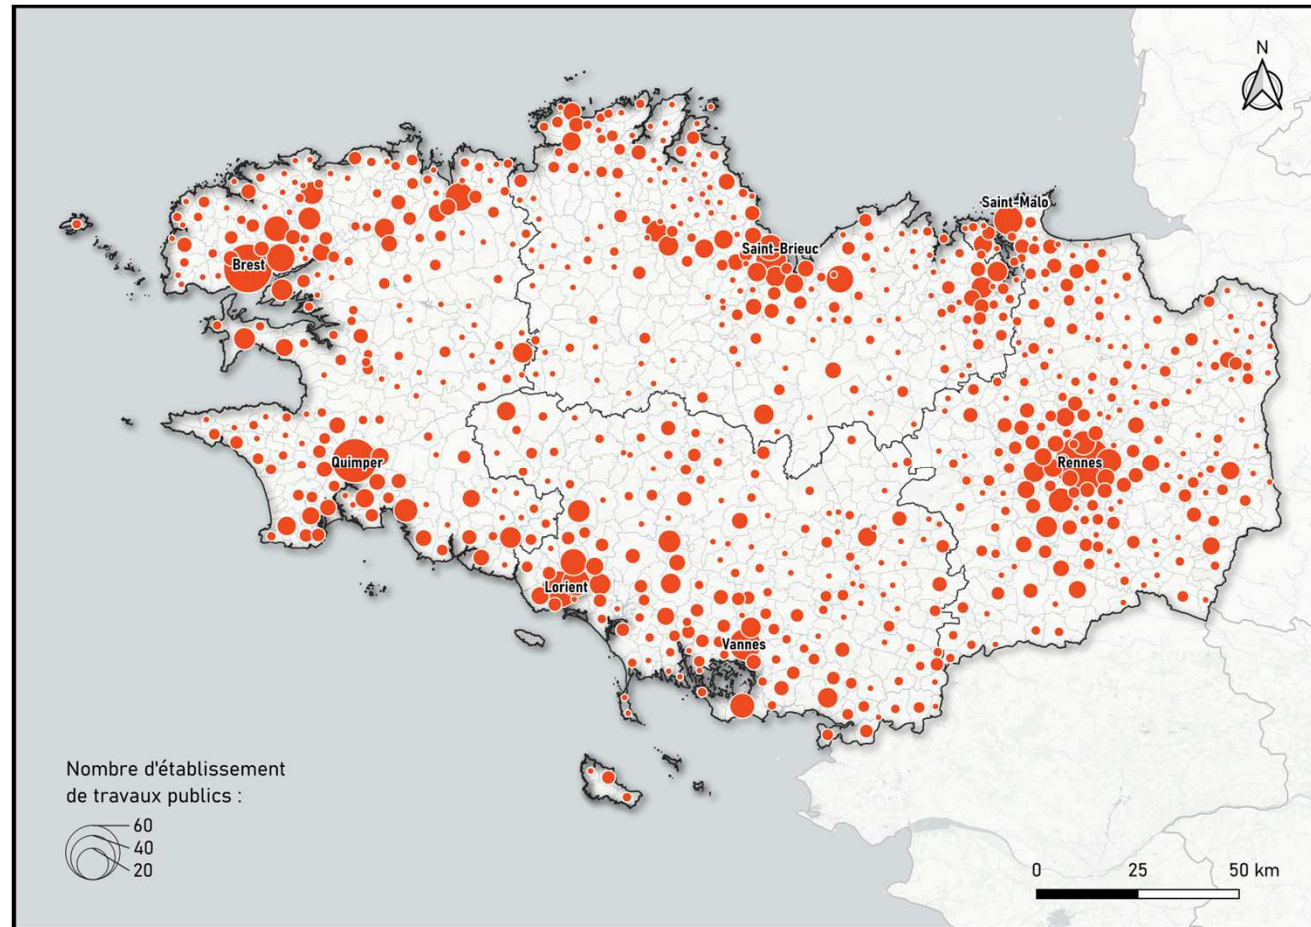 N
Saint-Malo
Saint-Brieuc
Brest
Quimper
Rennes
Lorient
Vannes
Nombre d'établissement
de travaux publics :
60
40
20
0 25 50 km